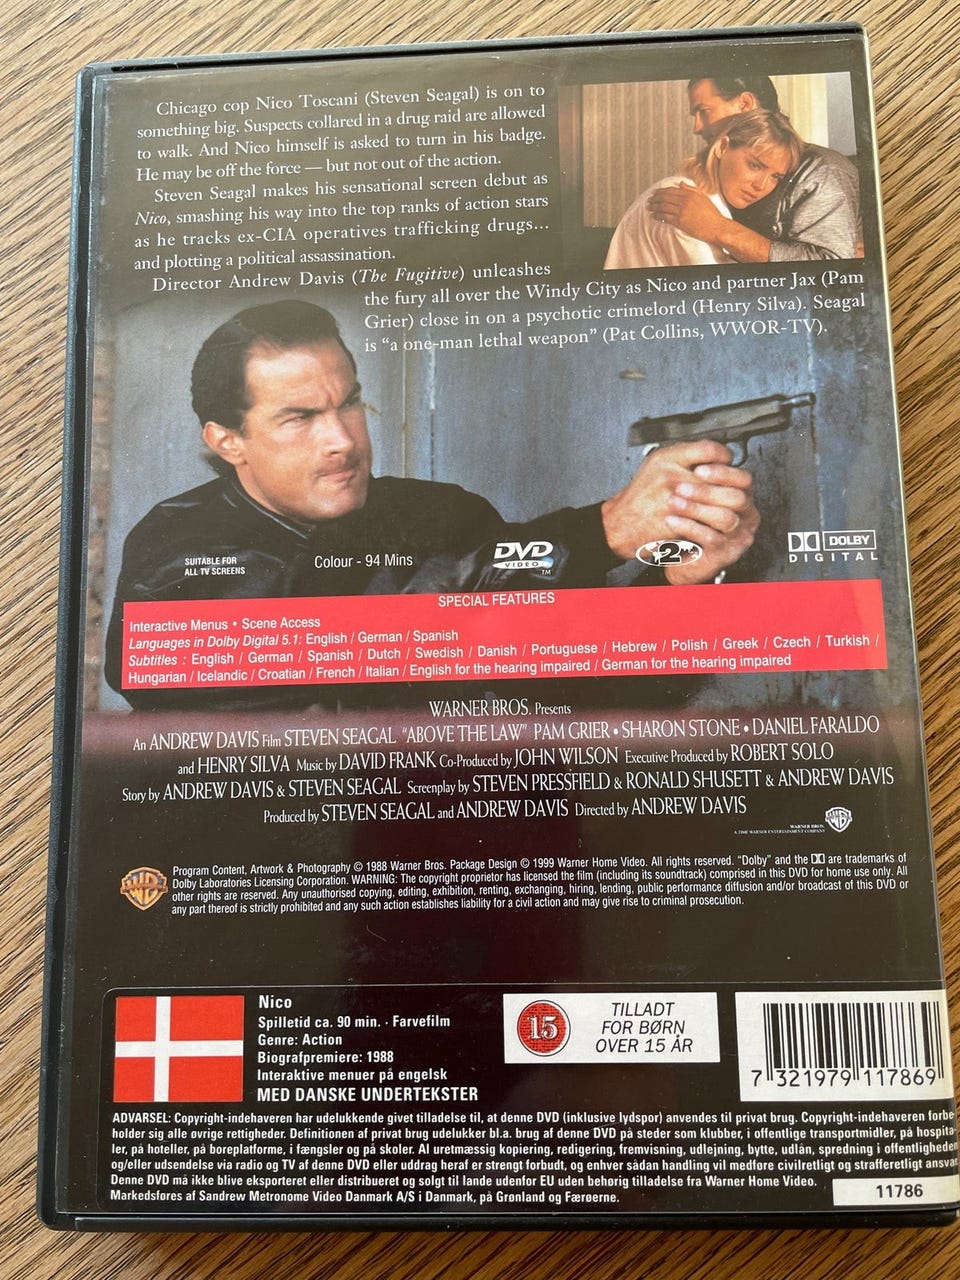 Chicago cop Nico Toscani (Steven Seagal) is on to
something big. Suspects collared in a drug raid are allowed
to walk. And Nico himself is asked to turn in his badge.
He may be off the force — but not out of the action.
Steven Seagal makes his sensational screen debut as
Nico, smashing his way into the top ranks of action stars
as he tracks ex-CIA operatives trafficking drugs...
and plotting a political assassination.
Director Andrew Davis (The Fugitive) unleashes
the fury all over the Windy City as Nico and partner Jax (Pam
Grier) close in on a psychotic crimelord (Henry Silva). Seagal
is “a one-man lethal weapon” (Pat Collins, WWOR-TV).
SUITABLE FOR
ALL TV SCREENS
Colour - 94 Mins
DVD
VIDEO
TM
2
DOLBY
DIGITAL
SPECIAL FEATURES
Interactive Menus • Scene Access
Languages in Dolby Digital 5.1: English / German / Spanish
Subtitles : English / German / Spanish / Dutch / Swedish / Danish / Portuguese / Hebrew / Polish / Greek / Czech / Turkish /
Hungarian / Icelandic / Croatian / French / Italian / English for the hearing impaired / German for the hearing impaired
WARNER BROS. Presents
An ANDREW DAVIS Film STEVEN SEAGAL “ABOVE THE LAW” PAM GRIER • SHARON STONE • DANIEL FARALDO
and HENRY SILVA Music by DAVID FRANK Co-Produced by JOHN WILSON Executive Produced by ROBERT SOLO
Story by ANDREW DAVIS & STEVEN SEAGAL Screenplay by STEVEN PRESSFIELD & RONALD SHUSETT & ANDREW DAVIS
Produced by STEVEN SEAGAL and ANDREW DAVIS Directed by ANDREW DAVIS
WARNER BROS.
A TIME WARNER ENTERTAINMENT COMPANY
Program Content, Artwork & Photography © 1988 Warner Bros. Package Design © 1999 Warner Home Video. All rights reserved. “Dolby” and the DD are trademarks of
Dolby Laboratories Licensing Corporation. WARNING: The copyright proprietor has licensed the film (including its soundtrack) comprised in this DVD for home use only. All
other rights are reserved. Any unauthorised copying, editing, exhibition, renting, exchanging, hiring, lending, public performance diffusion and/or broadcast of this DVD or
any part thereof is strictly prohibited and any such action establishes liability for a civil action and may give rise to criminal prosecution.
Nico
Spilletid ca. 90 min. · Farvefilm
Genre: Action
Biografpremiere: 1988
Interaktive menuer på engelsk
MED DANSKE UNDERTEKSTER
15
TILLADT
FOR BØRN
OVER 15 ÅR
7 321979 117869
ADVARSEL: Copyright-indehaveren har udelukkende givet tilladelse til, at denne DVD (inklusive lydspor) anvendes til privat brug. Copyright-indehaveren forbe-
holder sig alle øvrige rettigheder. Definitionen af privat brug udelukker bl.a. brug af denne DVD på steder som klubber, i offentlige transportmidler, på hospita-
ler, på hoteller, på boreplatforme, i fængsler og på skoler. Al uretmæssig kopiering, redigering, fremvisning, udlejning, bytte, udlån, spredning i offentligheden
og/eller udsendelse via radio og TV af denne DVD eller uddrag heraf er strengt forbudt, og enhver sådan handling vil medføre civilretligt og strafferetligt ansvar
Denne DVD må ikke blive eksporteret eller distribueret og solgt til lande udenfor EU uden behørig tilladelse fra Warner Home Video.
Markedsføres af Sandrew Metronome Video Danmark A/S i Danmark, på Grønland og Færøerne.
11786